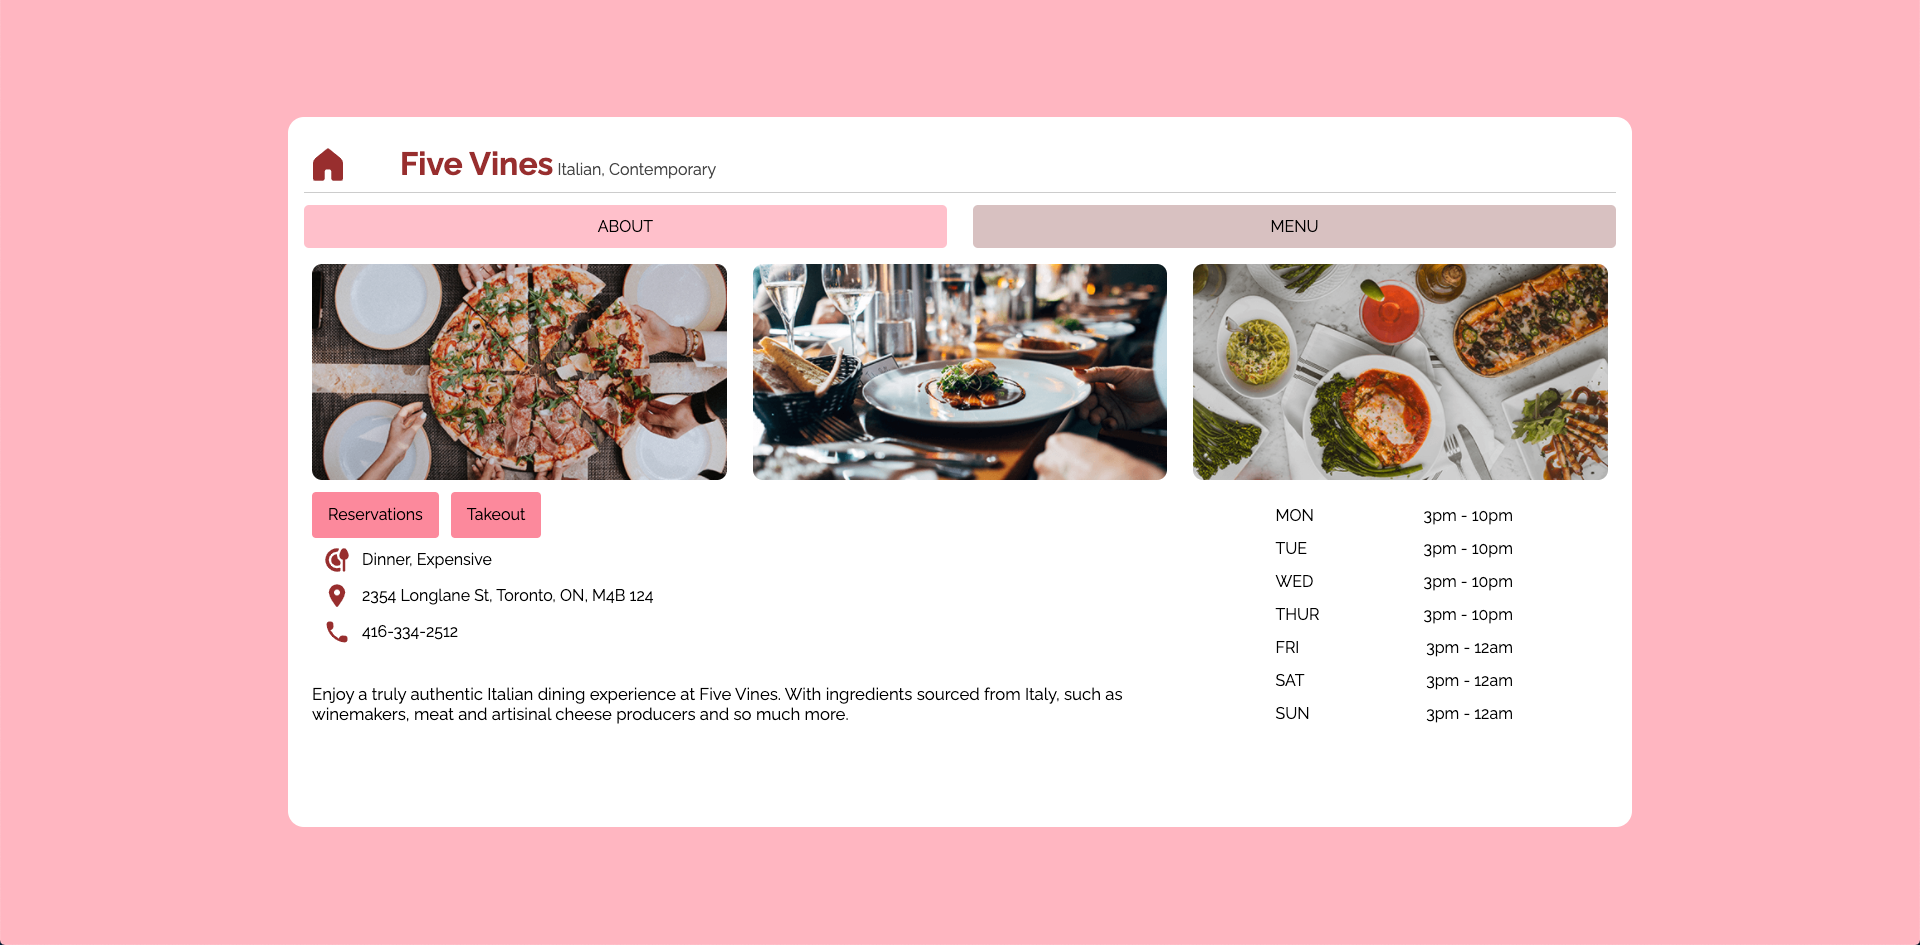 Five Vines Italian, Contemporary
ABOUT
MENU
Reservations
Takeout
Dinner, Expensive
2354 Longlane St, Toronto, ON, M4B 124
416-334-2512
Enjoy a truly authentic Italian dining experience at Five Vines. With ingredients sourced from Italy, such as
winemakers, meat and artisinal cheese producers and so much more.
MON 3pm - 10pm
TUE 3pm - 10pm
WED 3pm - 10pm
THUR 3pm - 10pm
FRI 3pm - 12am
SAT 3pm - 12am
SUN 3pm - 12am